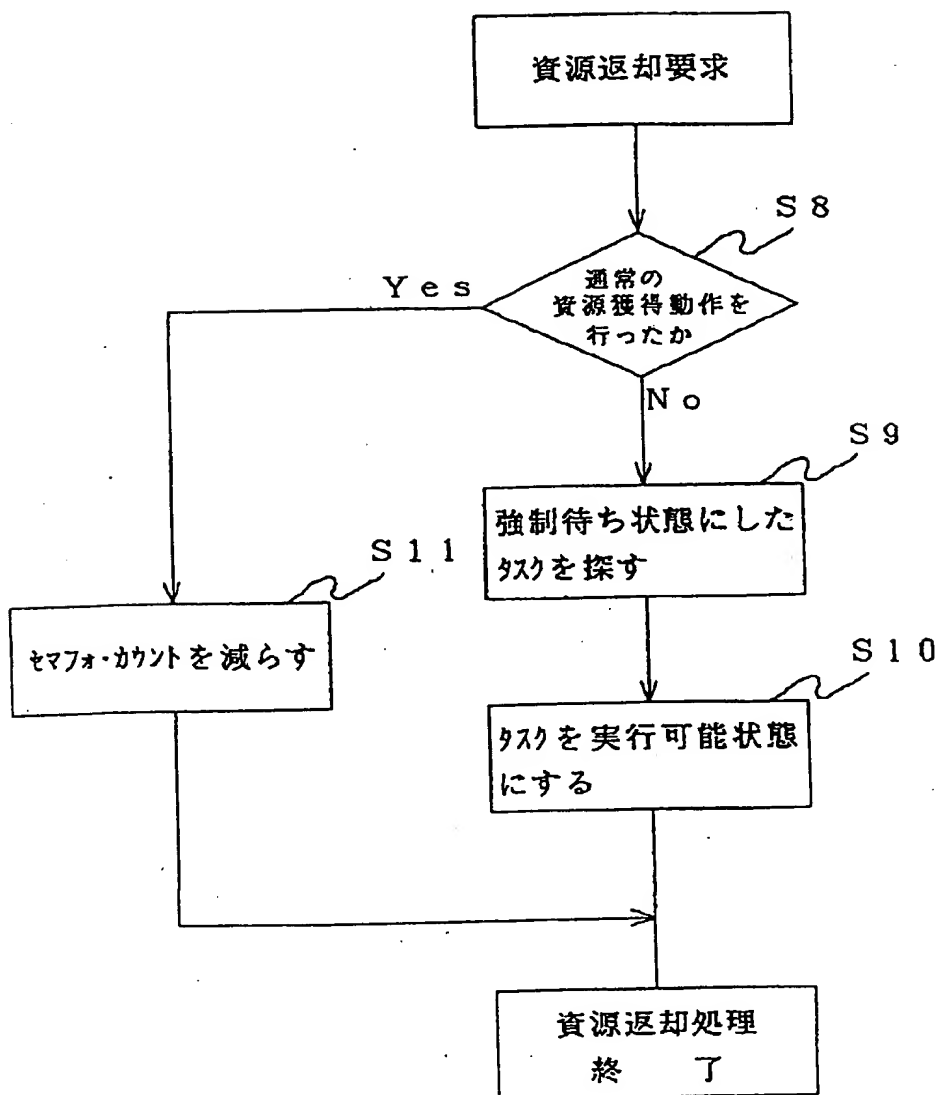 資源返却要求
S8
通常の
資源獲得動作を
行ったか
Yes
No
S9
強制待ち状態にした
タスクを探す
S11
セマフォ・カウントを減らす
S10
タスクを実行可能状態
にする
資源返却処理
終 了